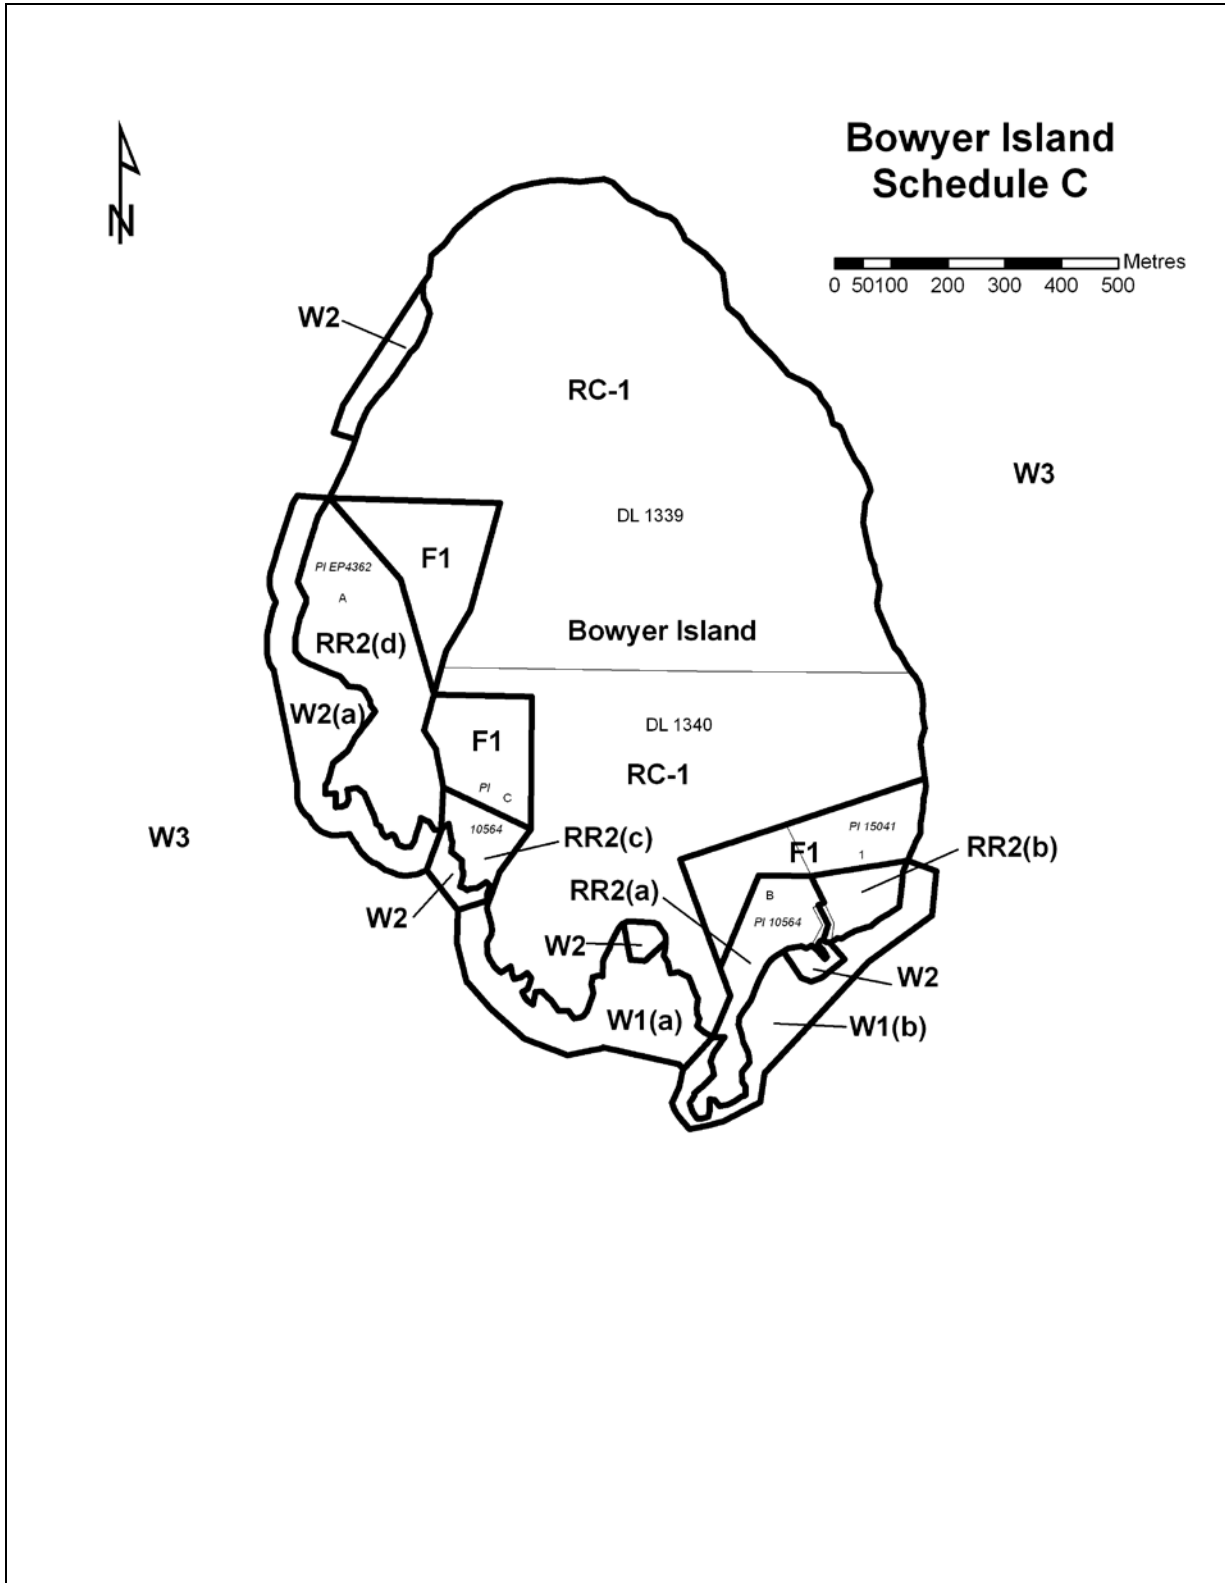 Bowyer Island
Schedule C
N
Metres
0 50100 200 300 400 500
W2
RC-1
W3
DL 1339
F1
Pl EP4362
A
Bowyer Island
RR2(d)
W2(a)
DL 1340
F1
RC-1
Pl
C
10564
W3
RR2(c)
Pl 15041
1
F1
RR2(b)
RR2(a)
B
Pl 10564
W2
W2
W2
W1(a)
W1(b)